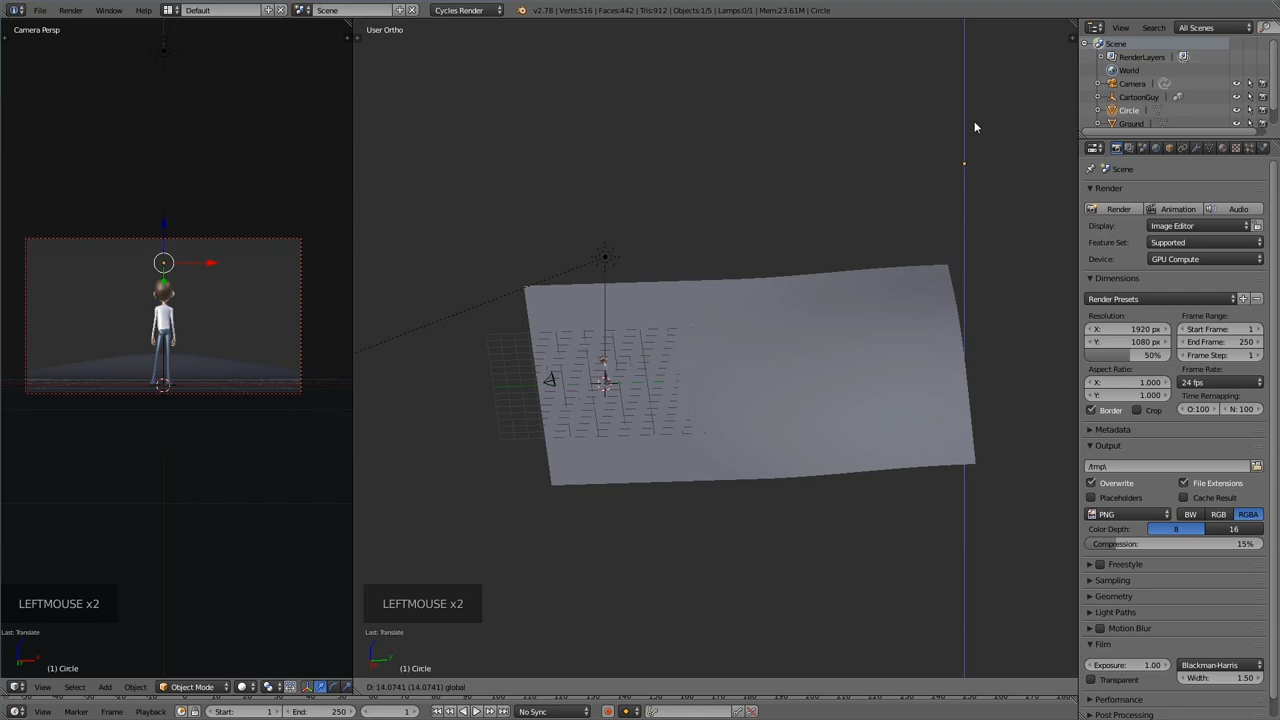 File Render Window Help Default Scene Cycles Render v2.78 | Verts:516 | Faces:442 | Tris:912 | Objects:1/5 | Lamps:0/1 | Mem:23.61M | Circle
Camera Persp
User Ortho
View Search All Scenes
Scene
RenderLayers
World
Camera
CartoonGuy
Circle
Ground
Scene
Render
Render Animation Audio
Display: Image Editor
Feature Set: Supported
Device: GPU Compute
Dimensions
Render Presets
Resolution: Frame Range:
X: 1920 px Start Frame: 1
Y: 1080 px End Frame: 250
50% Frame Step: 1
Aspect Ratio: Frame Rate:
X: 1.000 24 fps
Y: 1.000 Time Remapping:
Border Crop O:100 N: 100
Metadata
Output
/tmp\
Overwrite File Extensions
Placeholders Cache Result
PNG BW RGB RGBA
Color Depth: 8 16
Compression: 15%
Freestyle
Sampling
Geometry
Light Paths
Motion Blur
Film
Exposure: 1.00 Blackman-Harris
Transparent Width: 1.50
Performance
Post Processing
LEFTMOUSE x2
LEFTMOUSE x2
Last: Translate
Last: Translate
(1) Circle
(1) Circle
View Select Add Object Object Mode
D: 14.0741 (14.0741) global
View Marker Frame Playback Start: 1 End: 250 1 No Sync